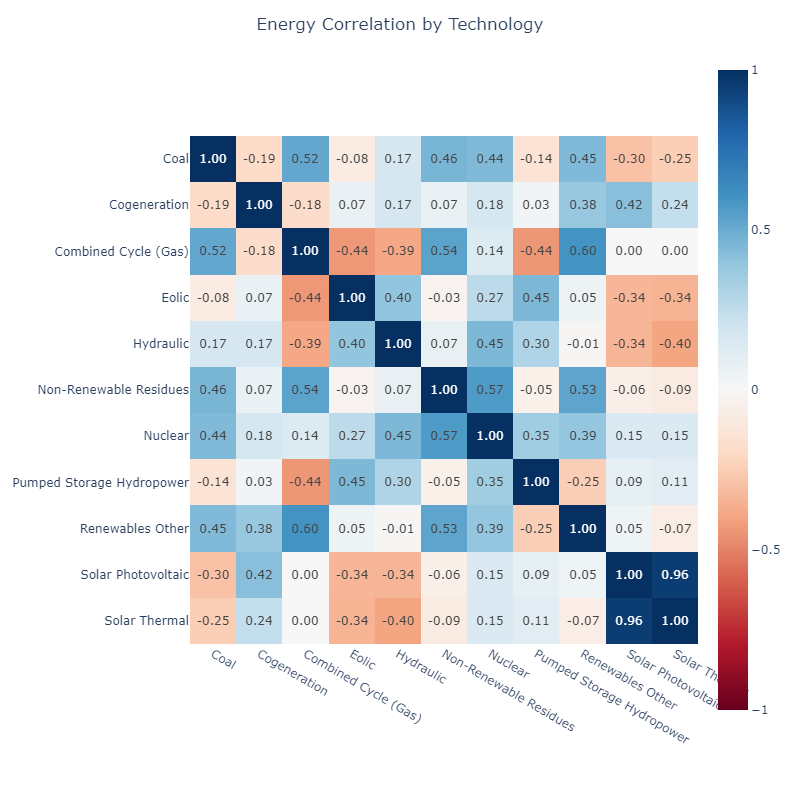 Energy Correlation by Technology
1
Coal 1.00 -0.19 0.52 -0.08 0.17 0.46 0.44 -0.14 0.45 -0.30 -0.25
Cogeneration -0.19 1.00 -0.18 0.07 0.17 0.07 0.18 0.03 0.38 0.42 0.24
0.5
Combined Cycle (Gas) 0.52 -0.18 1.00 -0.44 -0.39 0.54 0.14 -0.44 0.60 0.00 0.00
Eolic -0.08 0.07 -0.44 1.00 0.40 -0.03 0.27 0.45 0.05 -0.34 -0.34
Hydraulic 0.17 0.17 -0.39 0.40 1.00 0.07 0.45 0.30 -0.01 -0.34 -0.40
Non-Renewable Residues 0.46 0.07 0.54 -0.03 0.07 1.00 0.57 -0.05 0.53 -0.06 -0.09
0
Nuclear 0.44 0.18 0.14 0.27 0.45 0.57 1.00 0.35 0.39 0.15 0.15
Pumped Storage Hydropower -0.14 0.03 -0.44 0.45 0.30 -0.05 0.35 1.00 -0.25 0.09 0.11
Renewables Other 0.45 0.38 0.60 0.05 -0.01 0.53 0.39 -0.25 1.00 0.05 -0.07
−0.5
Solar Photovoltaic -0.30 0.42 0.00 -0.34 -0.34 -0.06 0.15 0.09 0.05 1.00 0.96
Solar Thermal -0.25 0.24 0.00 -0.34 -0.40 -0.09 0.15 0.11 -0.07 0.96 1.00
Coal
Cogeneration
Combined Cycle (Gas)
Eolic
Hydraulic
Non-Renewable Residues
Nuclear
Pumped Storage Hydropower
Renewables Other
Solar Photovoltaic
Solar
−1